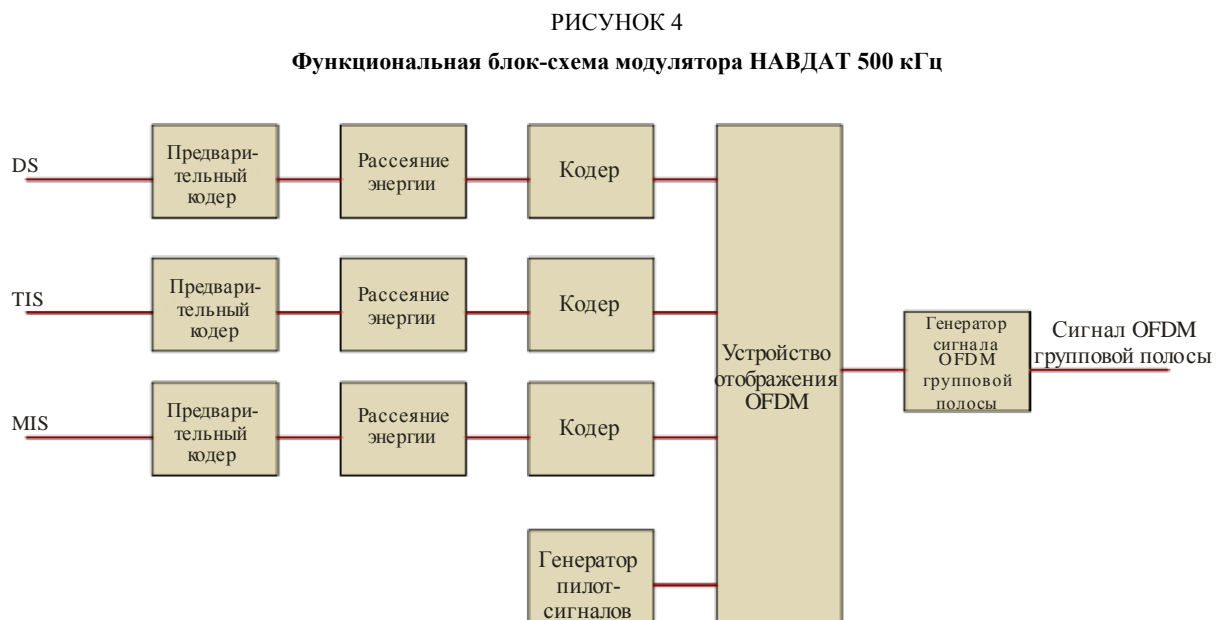 РИСУНОК 4
Функциональная блок-схема модулятора НАВДАТ 500 кГц
DS
Предвари-
тельный
кодер
Рассеяние
энергии
Кодер
TIS
Предвари-
тельный
кодер
Рассеяние
энергии
Кодер
MIS
Предвари-
тельный
кодер
Рассеяние
энергии
Кодер
Генератор
пилот-
сигналов
Устройство
отображения
OFDM
Генератор
сигнала
OFDM
групповой
полосы
Сигнал OFDM
групповой полосы